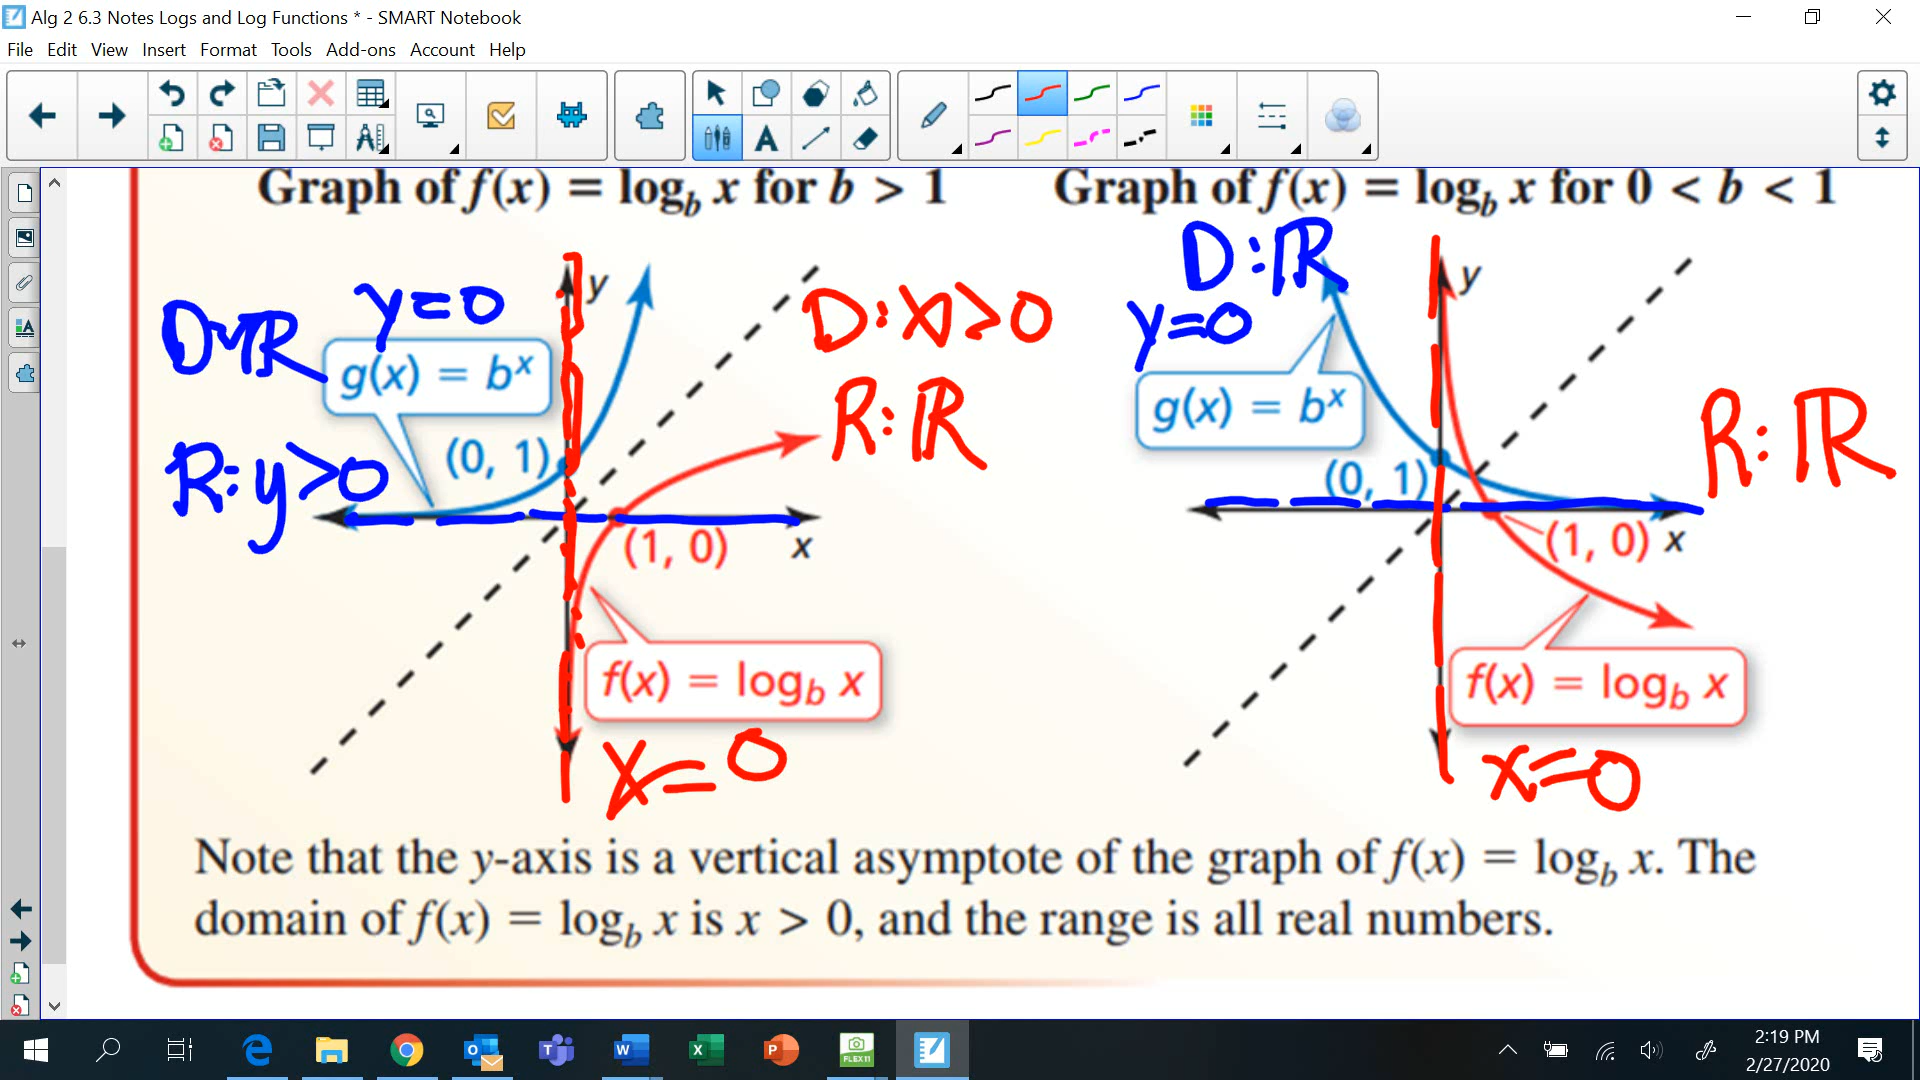 Alg 2 6.3 Notes Logs and Log Functions * - SMART Notebook
File Edit View Insert Format Tools Add-ons Account Help
Graph of f(x) = log_b x for b > 1
Graph of f(x) = log_b x for 0 < b < 1
D: ℝ
y=0
g(x) = b^x
R: y>0
(0, 1)
y
D: x>0
R: ℝ
(1, 0)
x
f(x) = log_b x
x=0
D: ℝ
y=0
g(x) = b^x
(0, 1)
y
R: ℝ
(1, 0)
x
f(x) = log_b x
x=0
Note that the y-axis is a vertical asymptote of the graph of f(x) = log_b x. The
domain of f(x) = log_b x is x > 0, and the range is all real numbers.
FLEX11
2:19 PM
2/27/2020